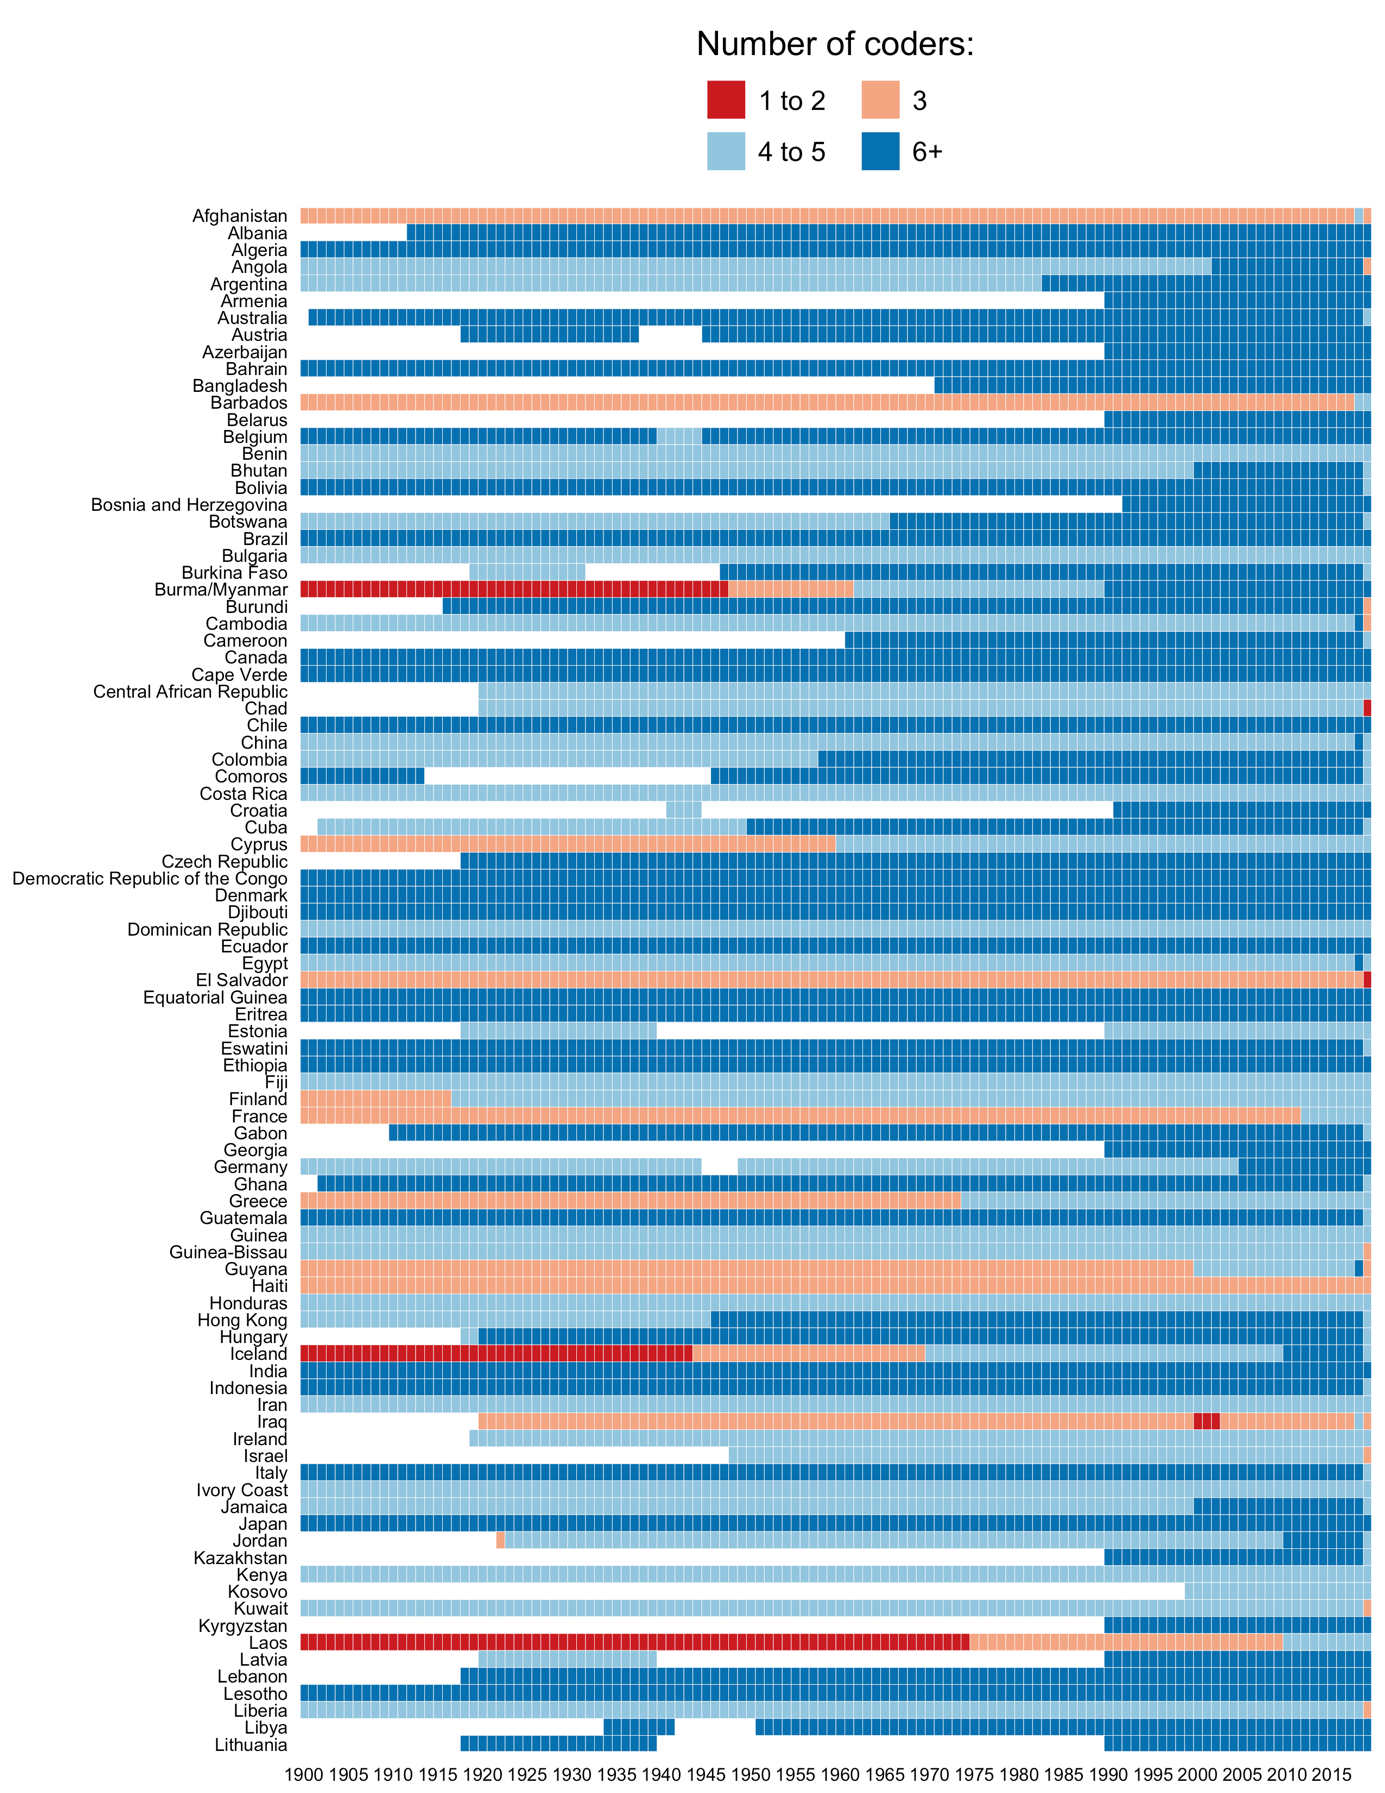 Number of coders:
1 to 2 3
4 to 5 6+
Afghanistan
Albania
Algeria
Angola
Argentina
Armenia
Australia
Austria
Azerbaijan
Bahrain
Bangladesh
Barbados
Belarus
Belgium
Benin
Bhutan
Bolivia
Bosnia and Herzegovina
Botswana
Brazil
Bulgaria
Burkina Faso
Burma/Myanmar
Burundi
Cambodia
Cameroon
Canada
Cape Verde
Central African Republic
Chad
Chile
China
Colombia
Comoros
Costa Rica
Croatia
Cuba
Cyprus
Czech Republic
Democratic Republic of the Congo
Denmark
Djibouti
Dominican Republic
Ecuador
Egypt
El Salvador
Equatorial Guinea
Eritrea
Estonia
Eswatini
Ethiopia
Fiji
Finland
France
Gabon
Georgia
Germany
Ghana
Greece
Guatemala
Guinea
Guinea-Bissau
Guyana
Haiti
Honduras
Hong Kong
Hungary
Iceland
India
Indonesia
Iran
Iraq
Ireland
Israel
Italy
Ivory Coast
Jamaica
Japan
Jordan
Kazakhstan
Kenya
Kosovo
Kuwait
Kyrgyzstan
Laos
Latvia
Lebanon
Lesotho
Liberia
Libya
Lithuania
1900 1905 1910 1915 1920 1925 1930 1935 1940 1945 1950 1955 1960 1965 1970 1975 1980 1985 1990 1995 2000 2005 2010 2015